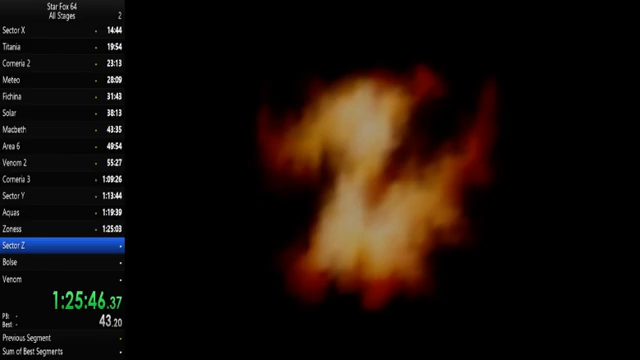 Star Fox 64
All Stages 2
Sector X - 14:44
Titania - 19:54
Corneria 2 - 23:13
Meteo - 28:09
Fichina - 31:43
Solar - 38:13
Macbeth - 43:35
Area 6 - 49:54
Venom 2 - 55:27
Corneria 3 - 1:09:26
Sector Y - 1:13:44
Aquas - 1:19:39
Zoness - 1:25:03
Sector Z -
Bolse -
Venom -
1:25:46.37
PB: -
Best: - 43.20
Previous Segment -
Sum of Best Segments -